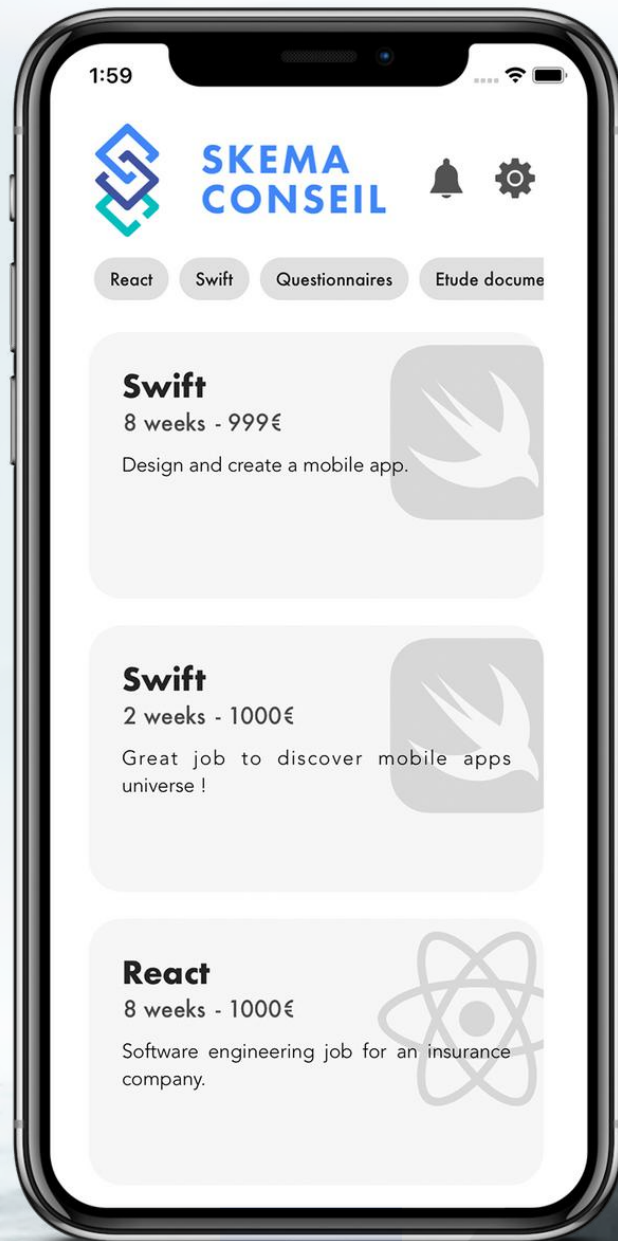 1:59
SKEMA
CONSEIL
React
Swift
Questionnaires
Etude docume
Swift
8 weeks - 999€
Design and create a mobile app.
Swift
2 weeks - 1000€
Great job to discover mobile apps
universe !
React
8 weeks - 1000€
Software engineering job for an insurance
company.